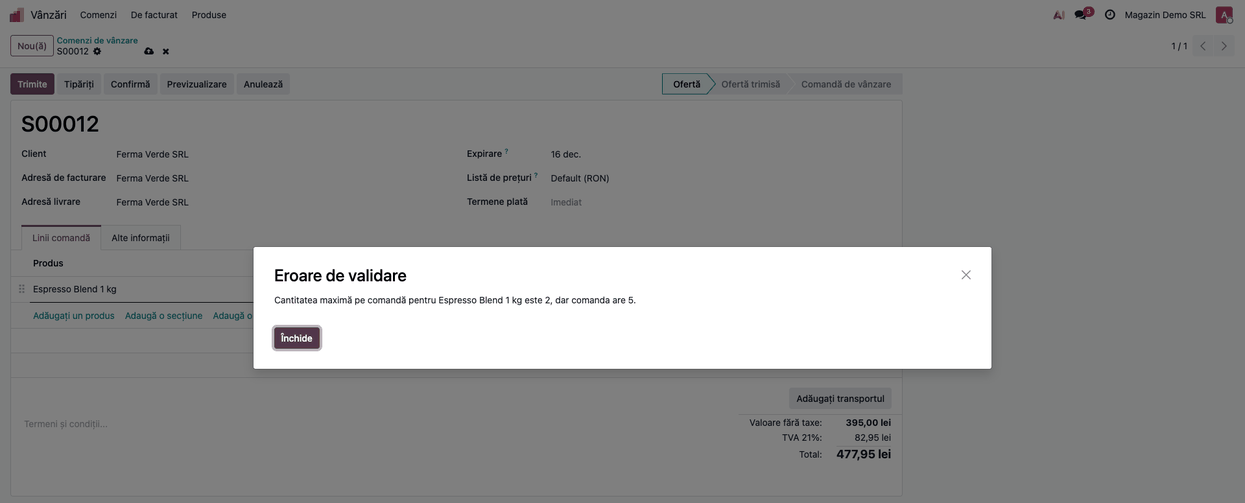 Vânzări Comenzi De facturat Produse 3 Magazin Demo SRL A
Nou(ă) Comenzi de vânzare
S00012 1 / 1
Trimite Tipăriți Confirmă Previzualizare Anulează Ofertă Ofertă trimisă Comandă de vânzare
S00012
Client Ferma Verde SRL Expirare ? 16 dec.
Adresă de facturare Ferma Verde SRL Listă de prețuri ? Default (RON)
Adresă livrare Ferma Verde SRL Termene plată Imediat
Linii comandă Alte informații
Produs
Eroare de validare
Espresso Blend 1 kg
Cantitatea maximă pe comandă pentru Espresso Blend 1 kg este 2, dar comanda are 5.
Adăugați un produs Adaugă o secțiune Adaugă o
Închide
Adăugați transportul
Termeni și condiții... Valoare fără taxe: 395,00 lei
TVA 21%: 82,95 lei
Total: 477,95 lei